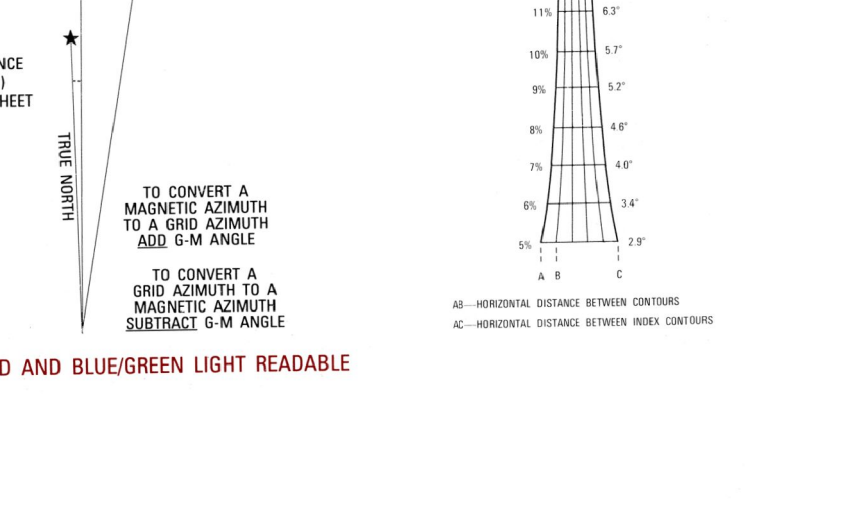 NCE
)
HEET
TRUE NORTH
TO CONVERT A
MAGNETIC AZIMUTH
TO A GRID AZIMUTH
ADD G-M ANGLE
TO CONVERT A
GRID AZIMUTH TO A
MAGNETIC AZIMUTH
SUBTRACT G-M ANGLE
D AND BLUE/GREEN LIGHT READABLE
11% 6.3°
10% 5.7°
9% 5.2°
8% 4.6°
7% 4.0°
6% 3.4°
5% 2.9°
A B C
AB—HORIZONTAL DISTANCE BETWEEN CONTOURS
AC—HORIZONTAL DISTANCE BETWEEN INDEX CONTOURS